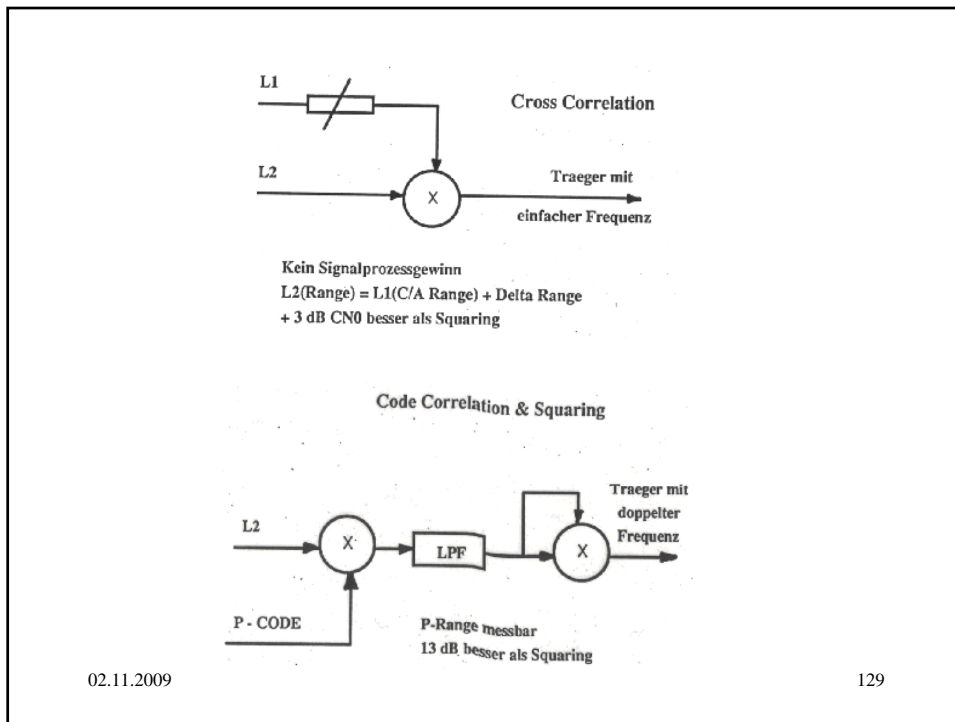 L1
Cross Correlation
L2
X
Traeger mit
einfacher Frequenz
Kein Signalprozessgewinn
L2(Range) = L1(C/A Range) + Delta Range
+ 3 dB CN0 besser als Squaring
Code Correlation & Squaring
L2
X
LPF
X
Traeger mit
doppelter
Frequenz
P - CODE
P-Range messbar
13 dB besser als Squaring
02.11.2009
129